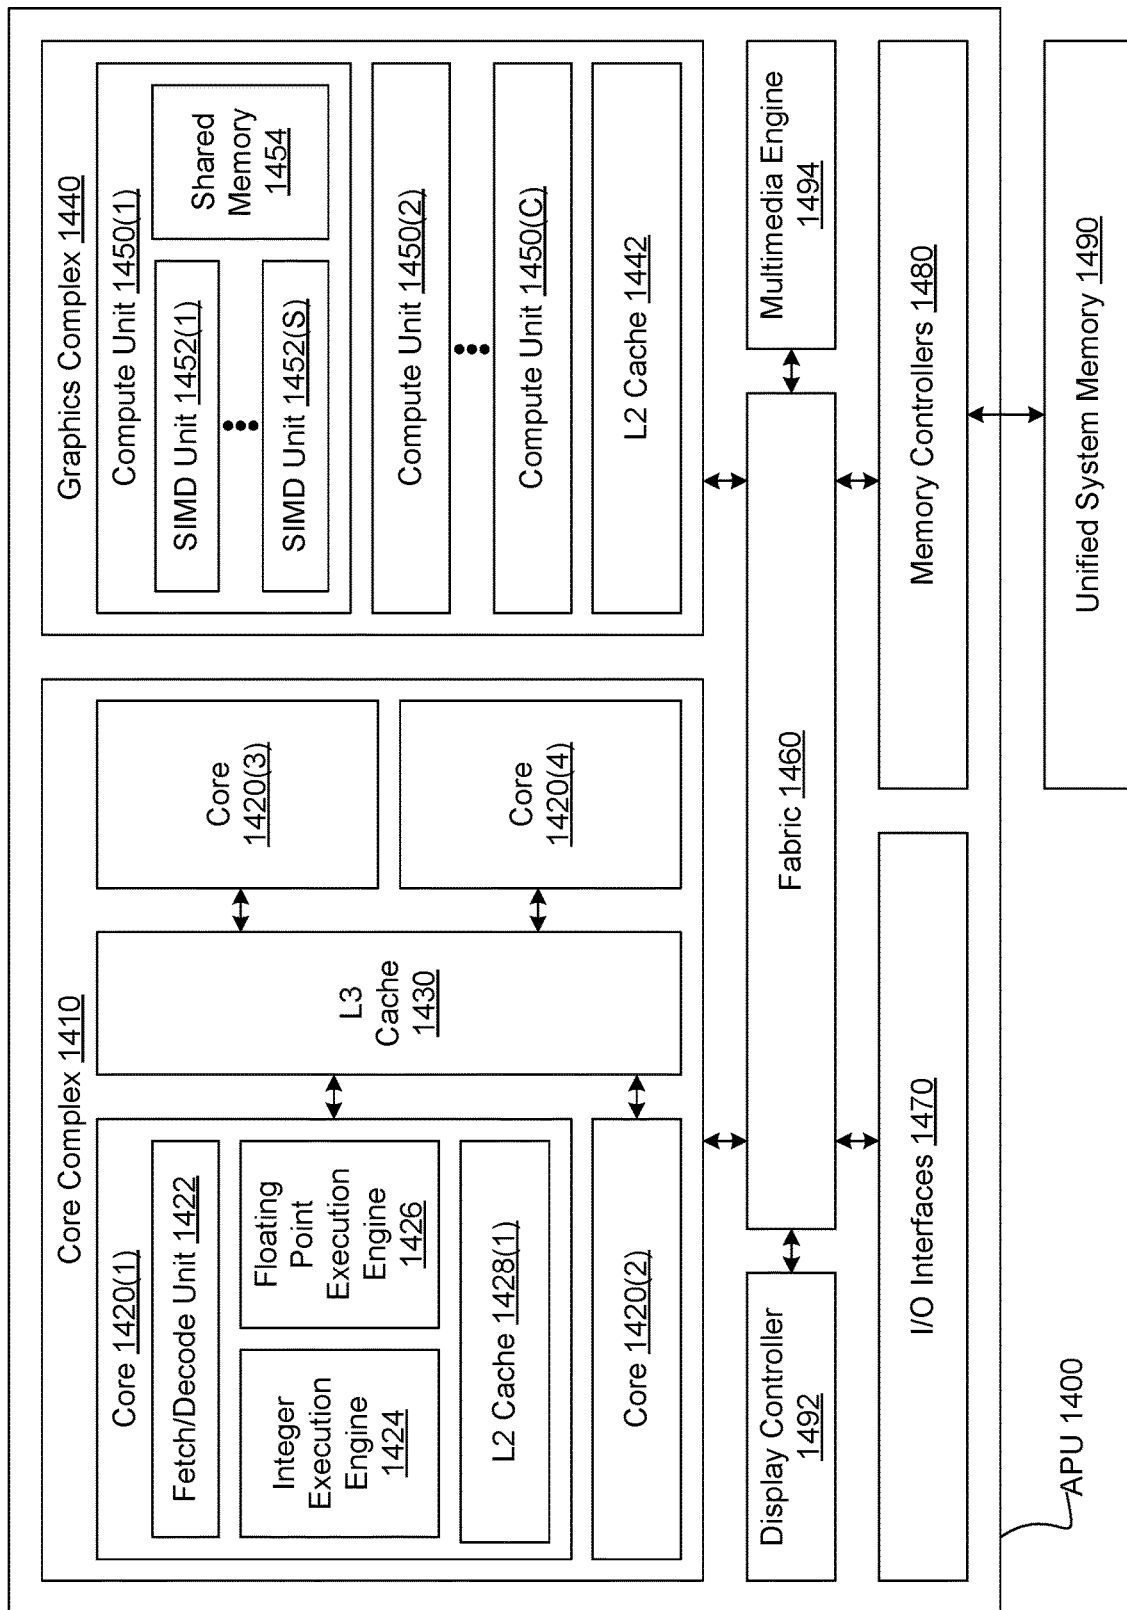 Core Complex 1410
Core 1420(1)
Fetch/Decode Unit 1422
Integer
Execution
Engine
1424
Floating
Point
Execution
Engine
1426
L2 Cache 1428(1)
Core 1420(2)
L3
Cache
1430
Core
1420(3)
Core
1420(4)
Graphics Complex 1440
Compute Unit 1450(1)
SIMD Unit 1452(1)
SIMD Unit 1452(S)
Shared
Memory
1454
Compute Unit 1450(2)
Compute Unit 1450(C)
L2 Cache 1442
Display Controller
1492
Fabric 1460
Multimedia Engine
1494
I/O Interfaces 1470
Memory Controllers 1480
APU 1400
Unified System Memory 1490